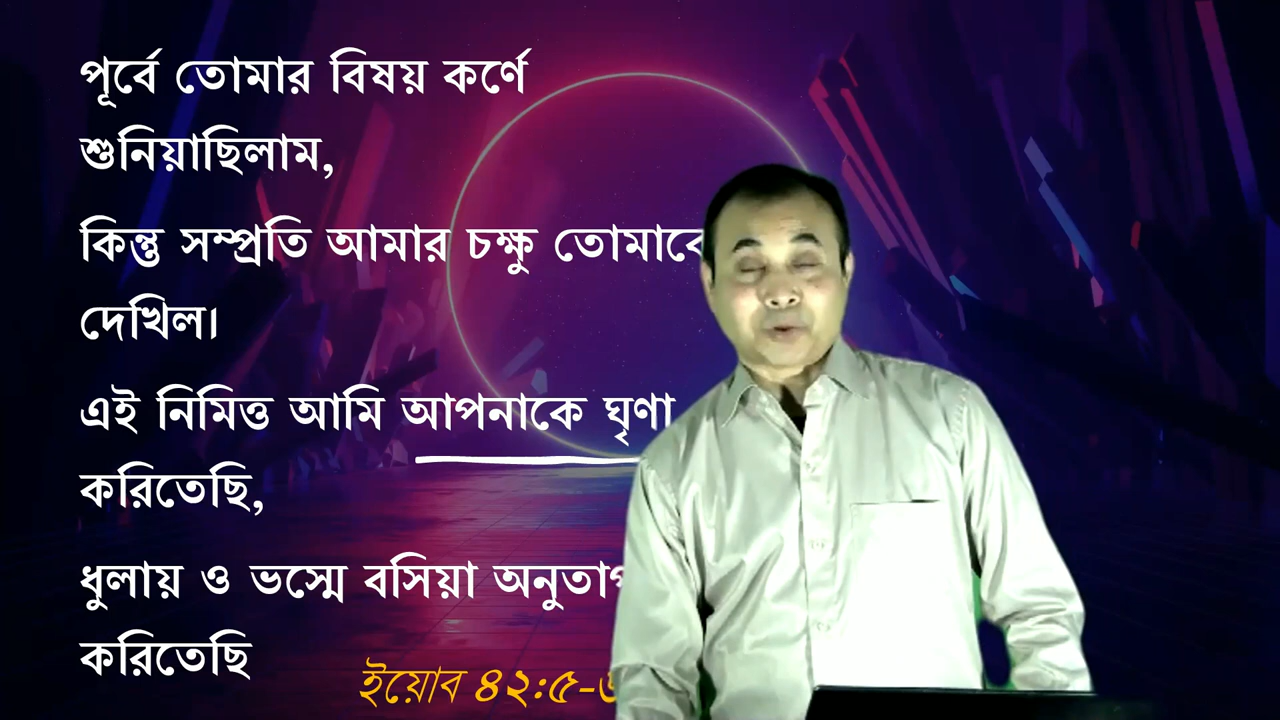 পূর্বে তোমার বিষয় কর্ণে
শুনিয়াছিলাম,
কিন্তু সম্প্রতি আমার চক্ষু
দেখিল।
এই নিমিত্ত আমি আপনাকে ঘৃণা
করিতেছি,
ধুলায় ও ভস্মে বসিয়া
করিতেছি
ইয়োব ৪২:৫-